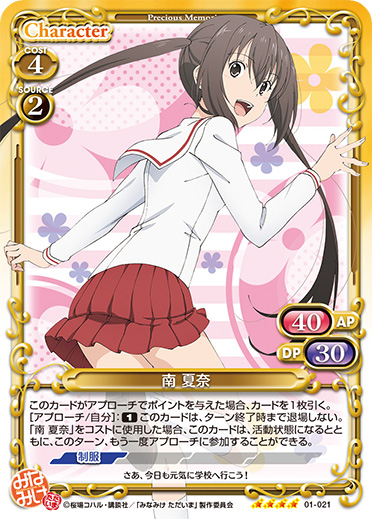 Precious Memories
Character
COST
4
SOURCE
2
40 AP
DP 30
南 夏奈
このカードがアプローチでポイントを与えた場合、カードを1枚引く。
[アプローチ/自分]:1このカードは、ターン終了時まで退場しない。
「南 夏奈」をコストに使用した場合、このカードは、活動状態になるとと
もに、このターン、もう一度アプローチに参加することができる。
制服
さあ、今日も元気に学校へ行こう!
みなみけ
©桜場コハル・講談社/「みなみけ ただいま」製作委員会
★★★★ 01-021